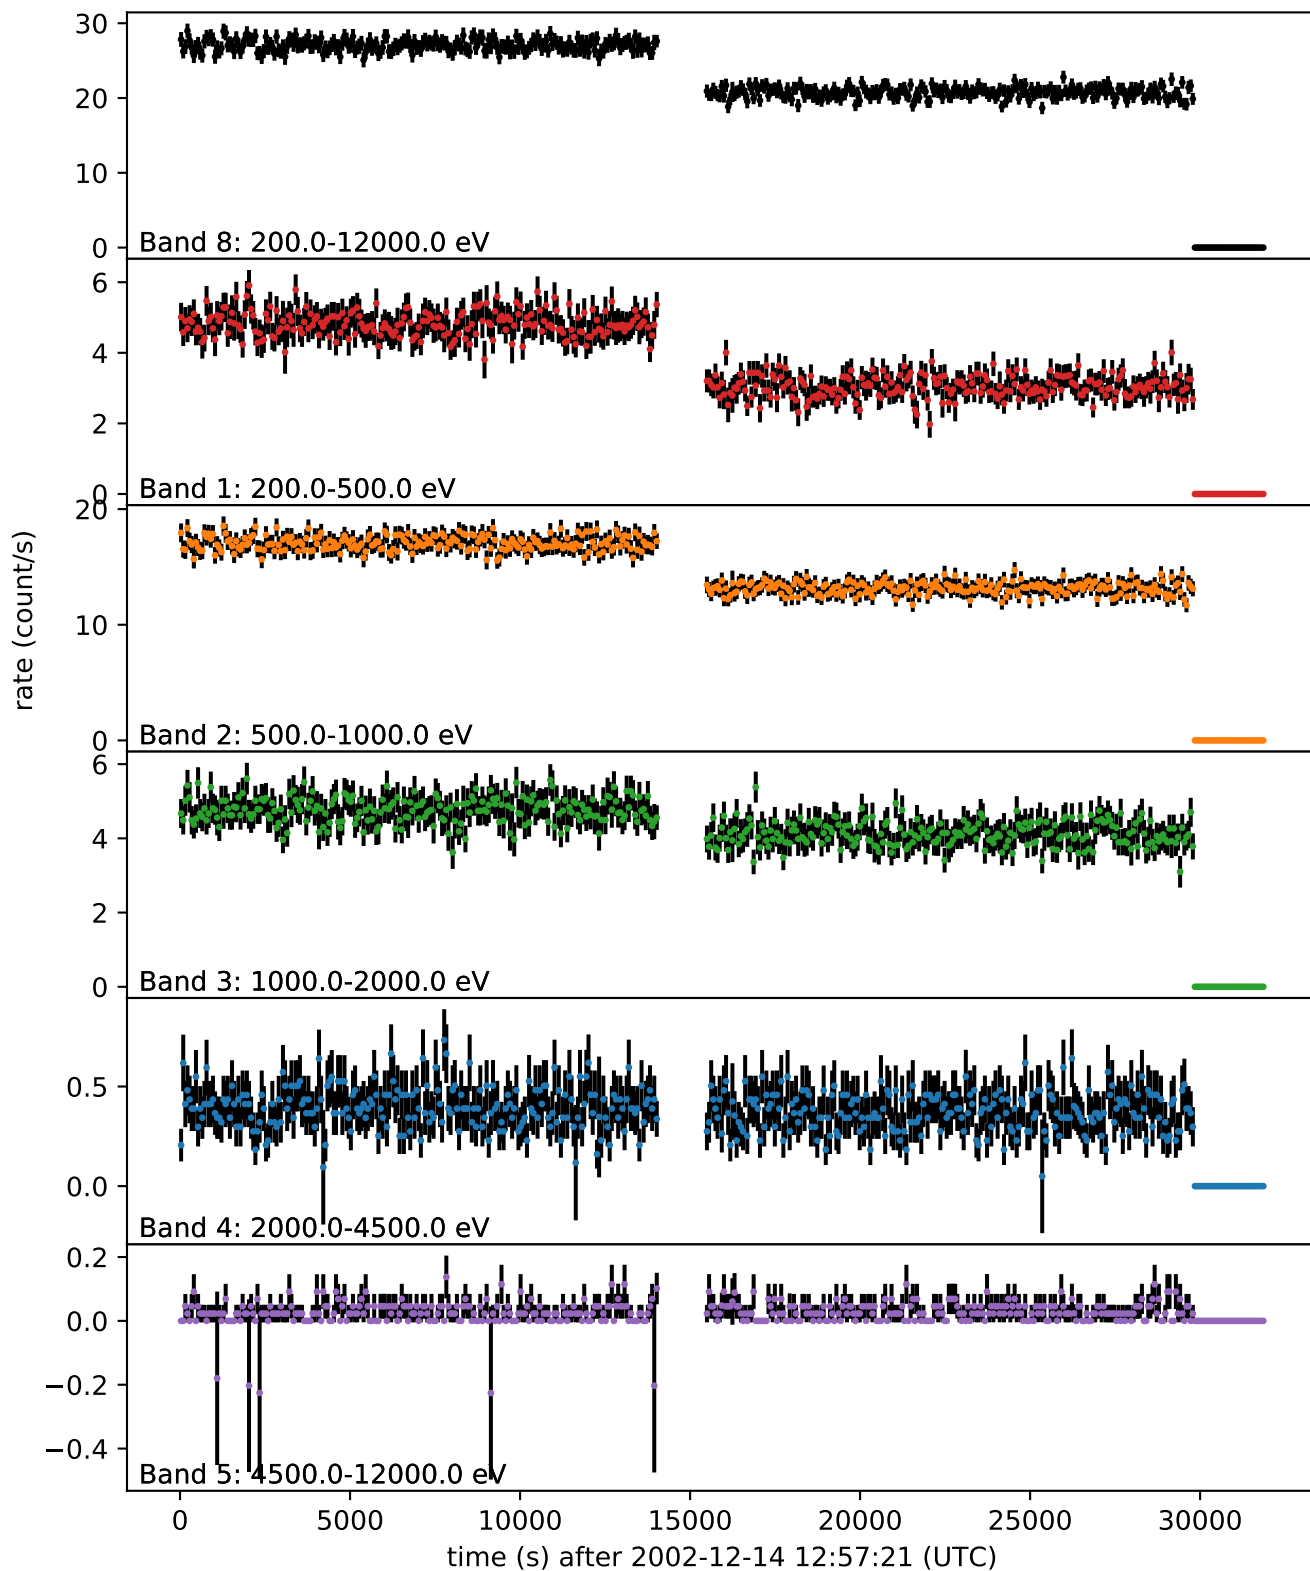 30
20
10
0
Band 8: 200.0-12000.0 eV
6
4
2
0
Band 1: 200.0-500.0 eV
20
10
0
Band 2: 500.0-1000.0 eV
rate (count/s)
6
4
2
0
Band 3: 1000.0-2000.0 eV
0.5
0.0
Band 4: 2000.0-4500.0 eV
0.2
0.0
−0.2
−0.4
Band 5: 4500.0-12000.0 eV
0 5000 10000 15000 20000 25000 30000
time (s) after 2002-12-14 12:57:21 (UTC)